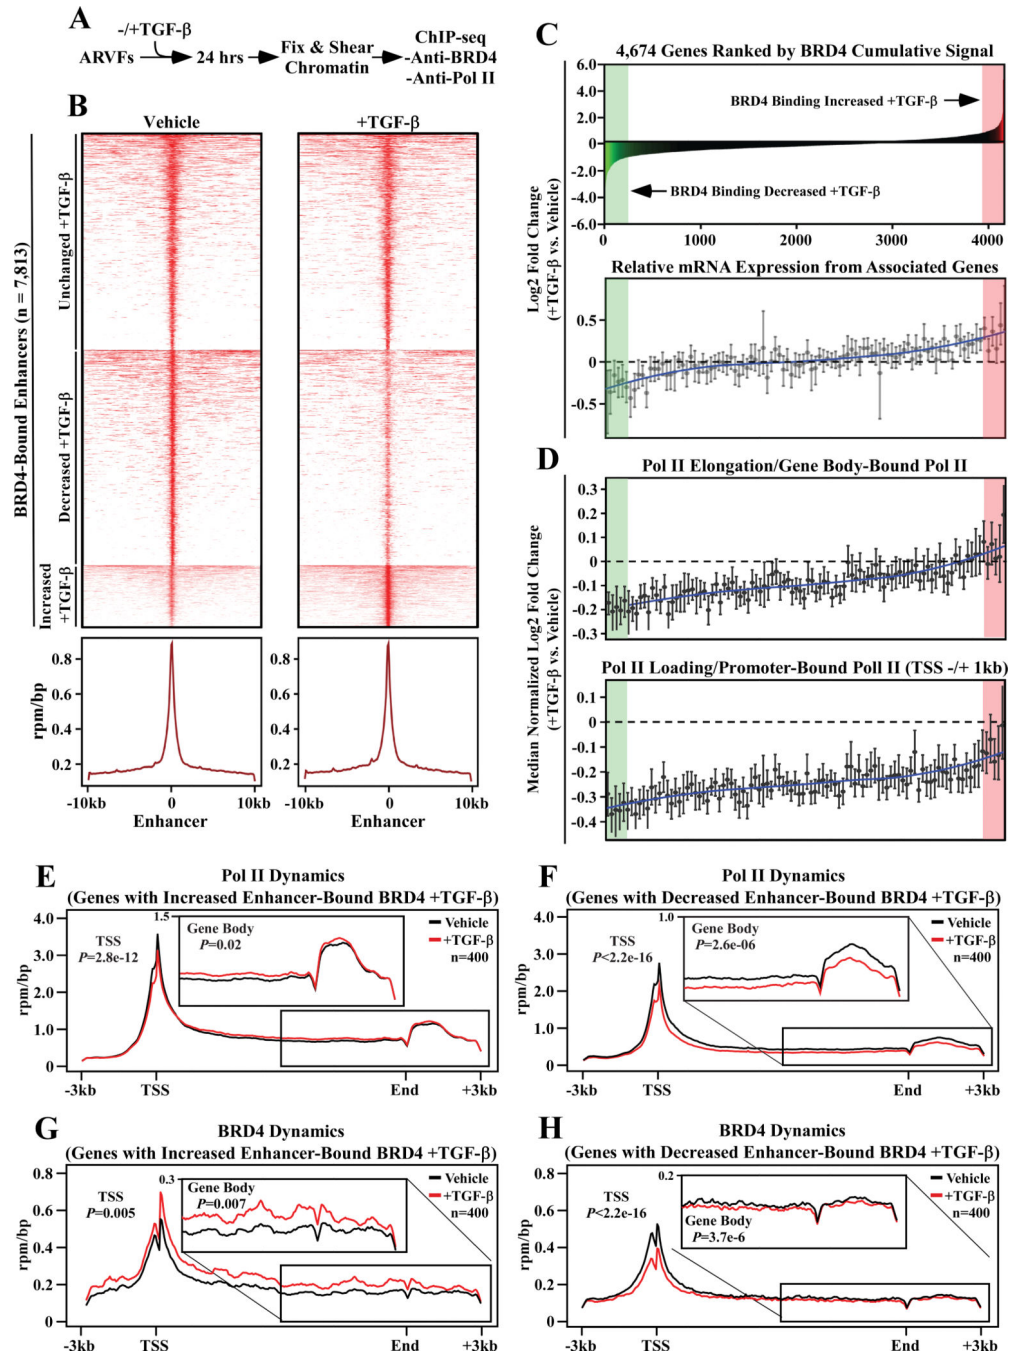 A
-/+TGF-β
ARVFs
24 hrs
Fix & Shear
Chromatin
ChIP-seq
-Anti-BRD4
-Anti-Pol II
B
Vehicle
+TGF-β
BRD4-Bound Enhancers (n = 7,813)
Unchanged +TGF-β
Decreased +TGF-β
Increased
+TGF-β
rpm/bp
0.8
0.6
0.4
0.2
0.8
0.6
0.4
0.2
-10kb
0
10kb
-10kb
0
10kb
Enhancer
Enhancer
C
4,674 Genes Ranked by BRD4 Cumulative Signal
Log2 Fold Change
(+TGF-β vs. Vehicle)
6.0
4.0
2.0
0
-2.0
-4.0
-6.0
BRD4 Binding Increased +TGF-β
BRD4 Binding Decreased +TGF-β
0
1000
2000
3000
4000
Relative mRNA Expression from Associated Genes
0.5
0
-0.5
D
Pol II Elongation/Gene Body-Bound Pol II
Median Normalized Log2 Fold Change
(+TGF-β vs. Vehicle)
0.3
0.1
0
-0.1
-0.2
-0.3
Pol II Loading/Promoter-Bound Poll II (TSS -/+ 1kb)
0.1
0
-0.1
-0.2
-0.3
-0.4
E
Pol II Dynamics
(Genes with Increased Enhancer-Bound BRD4 +TGF-β)
rpm/bp
4.0
3.0
2.0
1.0
0
TSS
P=2.8e-12
1.5
Gene Body
P=0.02
Vehicle
+TGF-β
n=400
-3kb
TSS
End
+3kb
F
Pol II Dynamics
(Genes with Decreased Enhancer-Bound BRD4 +TGF-β)
rpm/bp
4.0
3.0
2.0
1.0
0
TSS
P<2.2e-16
1.0
Gene Body
P=2.6e-06
Vehicle
+TGF-β
n=400
-3kb
TSS
End
+3kb
G
BRD4 Dynamics
(Genes with Increased Enhancer-Bound BRD4 +TGF-β)
rpm/bp
0.8
0.6
0.4
0.2
0
TSS
P=0.005
0.3
Gene Body
P=0.007
Vehicle
+TGF-β
n=400
-3kb
TSS
End
+3kb
H
BRD4 Dynamics
(Genes with Decreased Enhancer-Bound BRD4 +TGF-β)
rpm/bp
0.8
0.6
0.4
0.2
0
TSS
P<2.2e-16
0.2
Gene Body
P=3.7e-6
Vehicle
+TGF-β
n=400
-3kb
TSS
End
+3kb